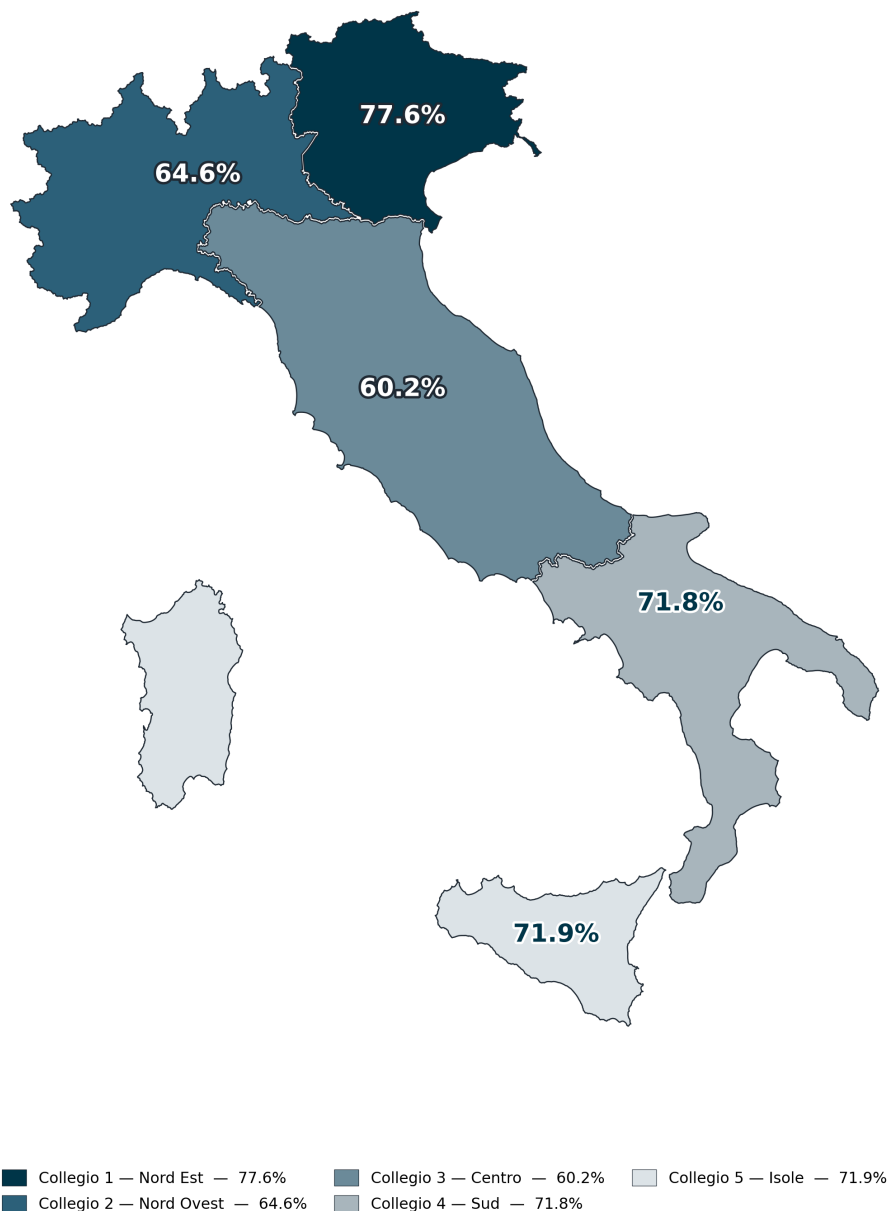 77.6%
64.6%
60.2%
71.8%
71.9%
Collegio 1 — Nord Est — 77.6%
Collegio 2 — Nord Ovest — 64.6%
Collegio 3 — Centro — 60.2%
Collegio 4 — Sud — 71.8%
Collegio 5 — Isole — 71.9%